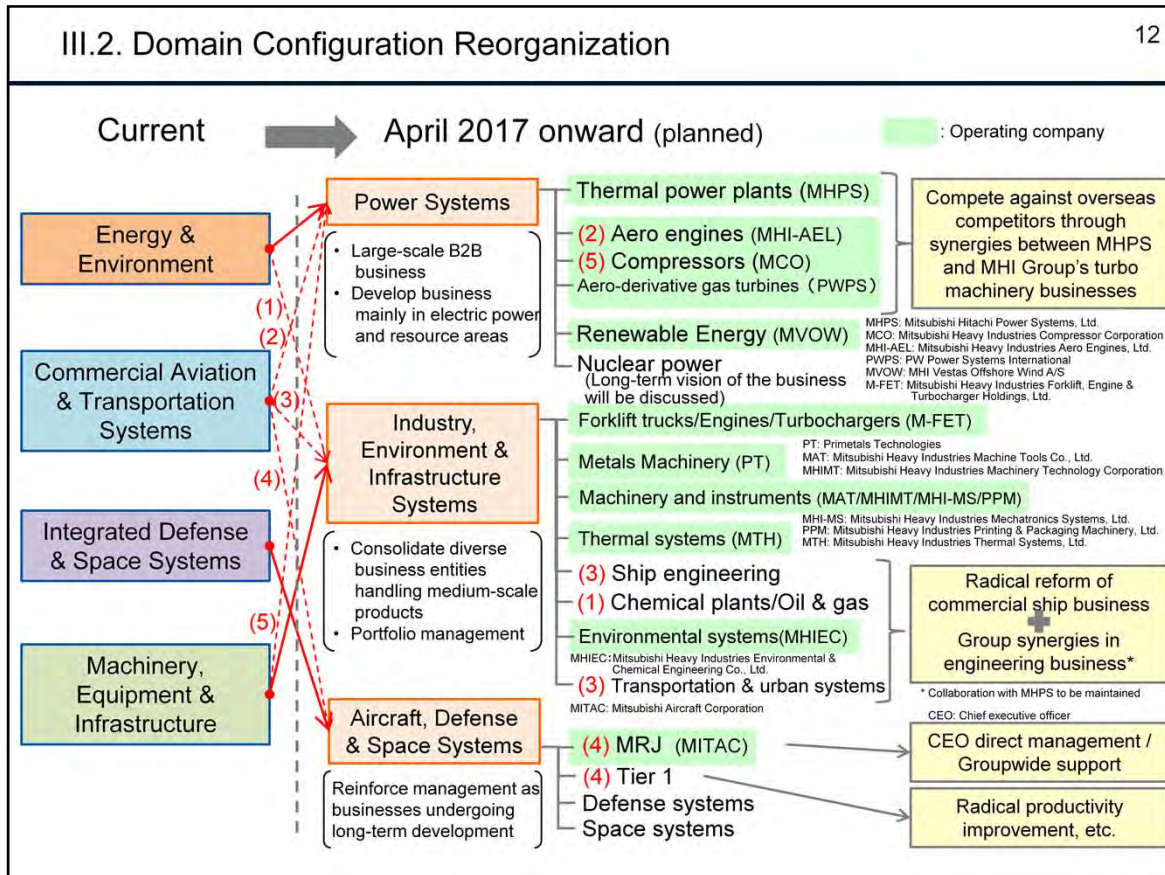 III.2. Domain Configuration Reorganization
12
Current
April 2017 onward (planned)
: Operating company
Energy &
Environment
Commercial Aviation
& Transportation
Systems
Integrated Defense
& Space Systems
Machinery,
Equipment &
Infrastructure
(1)
(2)
(3)
(4)
(5)
Power Systems
• Large-scale B2B
business
• Develop business
mainly in electric power
and resource areas
Thermal power plants (MHPS)
(2) Aero engines (MHI-AEL)
(5) Compressors (MCO)
Aero-derivative gas turbines (PWPS)
Renewable Energy (MVOW)
Nuclear power
(Long-term vision of the business
will be discussed)
Compete against overseas
competitors through
synergies between MHPS
and MHI Group's turbo
machinery businesses
MHPS: Mitsubishi Hitachi Power Systems, Ltd.
MCO: Mitsubishi Heavy Industries Compressor Corporation
MHI-AEL: Mitsubishi Heavy Industries Aero Engines, Ltd.
PWPS: PW Power Systems International
MVOW: MHI Vestas Offshore Wind A/S
M-FET: Mitsubishi Heavy Industries Forklift, Engine &
Turbocharger Holdings, Ltd.
Industry,
Environment &
Infrastructure
Systems
• Consolidate diverse
business entities
handling medium-scale
products
• Portfolio management
Forklift trucks/Engines/Turbochargers (M-FET)
Metals Machinery (PT)
PT: Primetals Technologies
MAT: Mitsubishi Heavy Industries Machine Tools Co., Ltd.
MHIMT: Mitsubishi Heavy Industries Machinery Technology Corporation
Machinery and instruments (MAT/MHIMT/MHI-MS/PPM)
MHI-MS: Mitsubishi Heavy Industries Mechatronics Systems, Ltd.
PPM: Mitsubishi Heavy Industries Printing & Packaging Machinery, Ltd.
MTH: Mitsubishi Heavy Industries Thermal Systems, Ltd.
Thermal systems (MTH)
(3) Ship engineering
(1) Chemical plants/Oil & gas
Environmental systems(MHIEC)
MHIEC：Mitsubishi Heavy Industries Environmental &
Chemical Engineering Co., Ltd.
(3) Transportation & urban systems
MITAC: Mitsubishi Aircraft Corporation
Radical reform of
commercial ship business
Group synergies in
engineering business*
* Collaboration with MHPS to be maintained
CEO: Chief executive officer
Aircraft, Defense
& Space Systems
Reinforce management as
businesses undergoing
long-term development
(4) MRJ (MITAC)
(4) Tier 1
Defense systems
Space systems
CEO direct management /
Groupwide support
Radical productivity
improvement, etc.